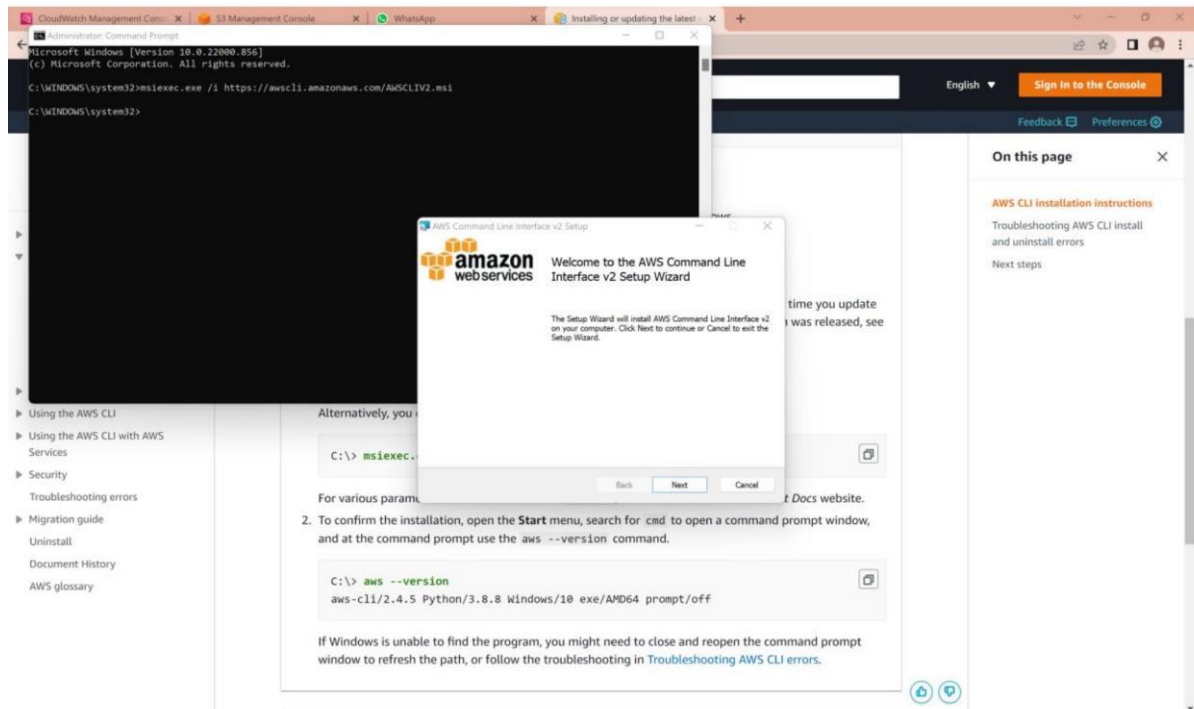 CloudWatch Management Cons
S3 Management Console
WhatsApp
Installing or updating the latest
Administrator: Command Prompt
Microsoft Windows [Version 10.0.22000.856]
(c) Microsoft Corporation. All rights reserved.
C:\WINDOWS\system32>msiexec.exe /i https://awscli.amazonaws.com/AWSCLIV2.msi
C:\WINDOWS\system32>
English
Sign In to the Console
Feedback
Preferences
On this page
AWS CLI installation instructions
Troubleshooting AWS CLI install
and uninstall errors
Next steps
AWS Command Line Interface v2 Setup
amazon
webservices
Welcome to the AWS Command Line
Interface v2 Setup Wizard
The Setup Wizard will install AWS Command Line Interface v2
on your computer. Click Next to continue or Cancel to exit the
Setup Wizard.
Back
Next
Cancel
time you update
was released, see
Using the AWS CLI
Using the AWS CLI with AWS
Services
Security
Troubleshooting errors
Migration guide
Uninstall
Document History
AWS glossary
Alternatively, you
C:\> msiexec.
For various param
t Docs website.
2. To confirm the installation, open the Start menu, search for cmd to open a command prompt window,
and at the command prompt use the aws --version command.
C:\> aws --version
aws-cli/2.4.5 Python/3.8.8 Windows/10 exe/AMD64 prompt/off
If Windows is unable to find the program, you might need to close and reopen the command prompt
window to refresh the path, or follow the troubleshooting in Troubleshooting AWS CLI errors.